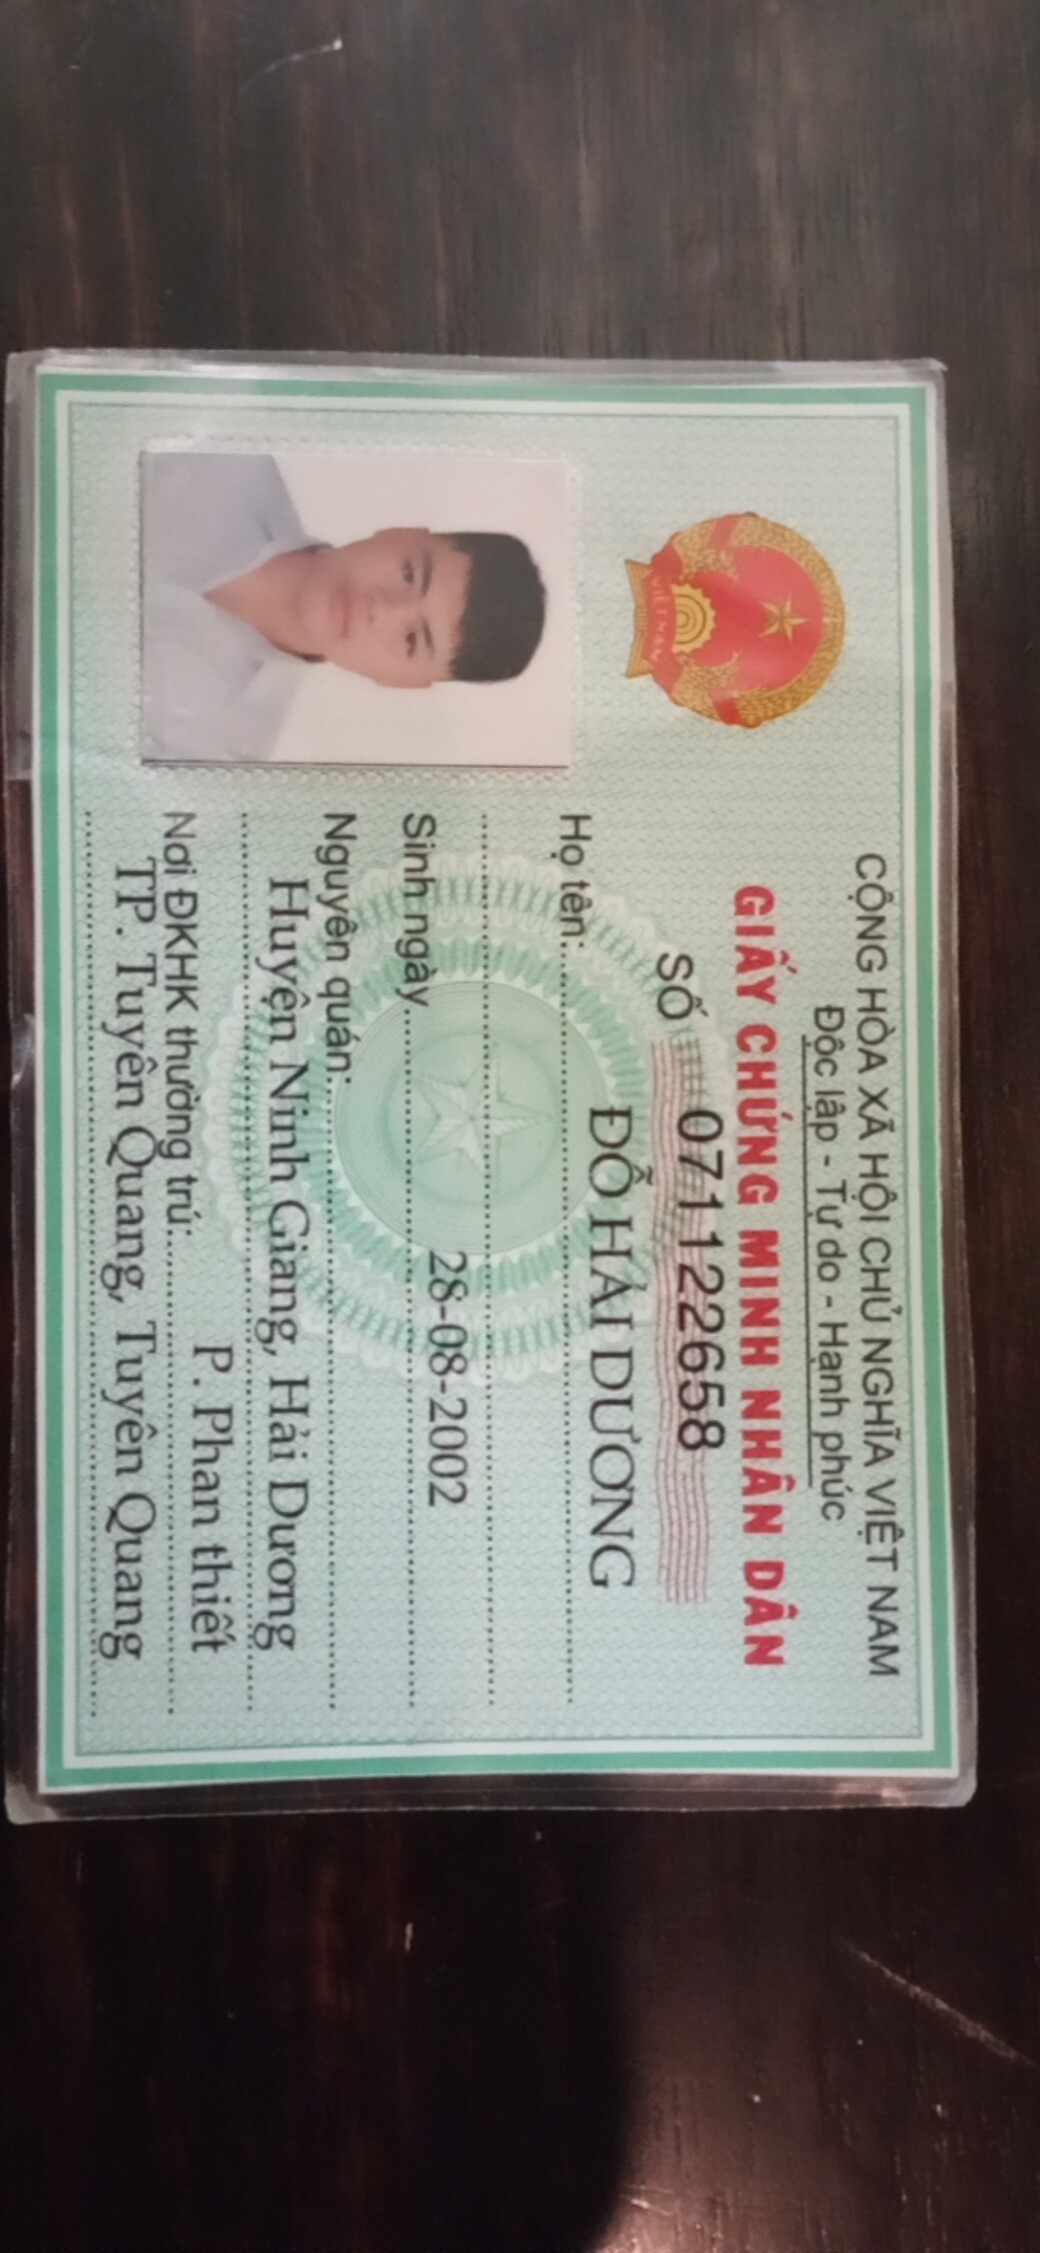 CỘNG HÒA XÃ HỘI CHỦ NGHĨA VIỆT NAM
Độc lập - Tự do - Hạnh phúc
GIẤY CHỨNG MINH NHÂN DÂN
SỐ 071122658
Họ tên: ĐỖ HẢI DƯƠNG
Sinh ngày 28-08-2002
Nguyên quán:
Huyện Ninh Giang, Hải Dương
Nơi ĐKHK thường trú: P. Phan thiết
TP. Tuyên Quang, Tuyên Quang
VIỆT NAM